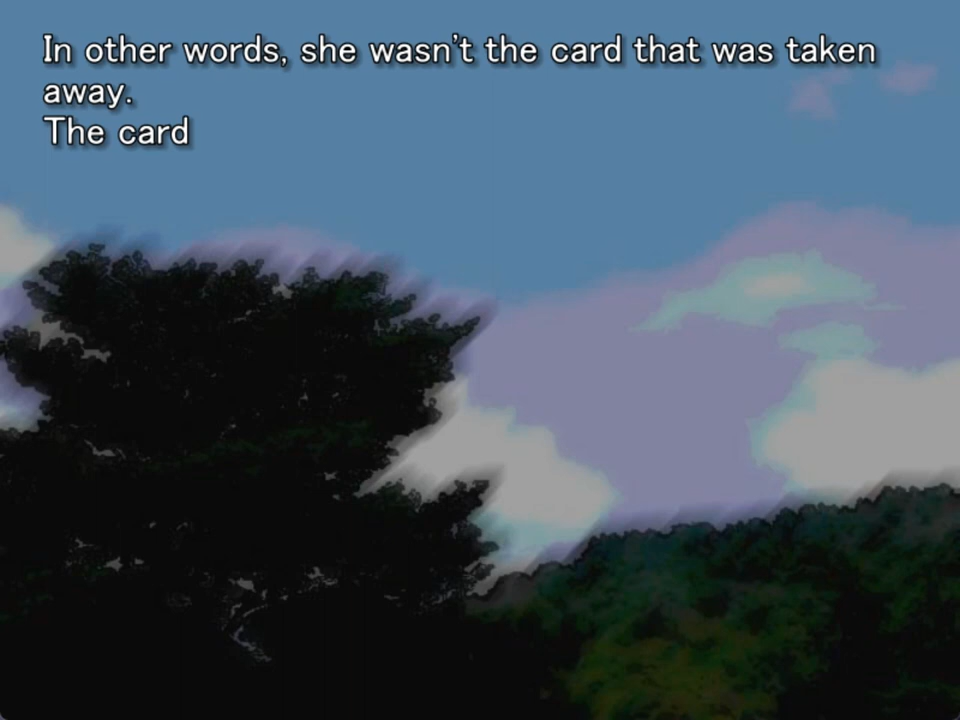 In other words, she wasn't the card that was taken
away.
The card